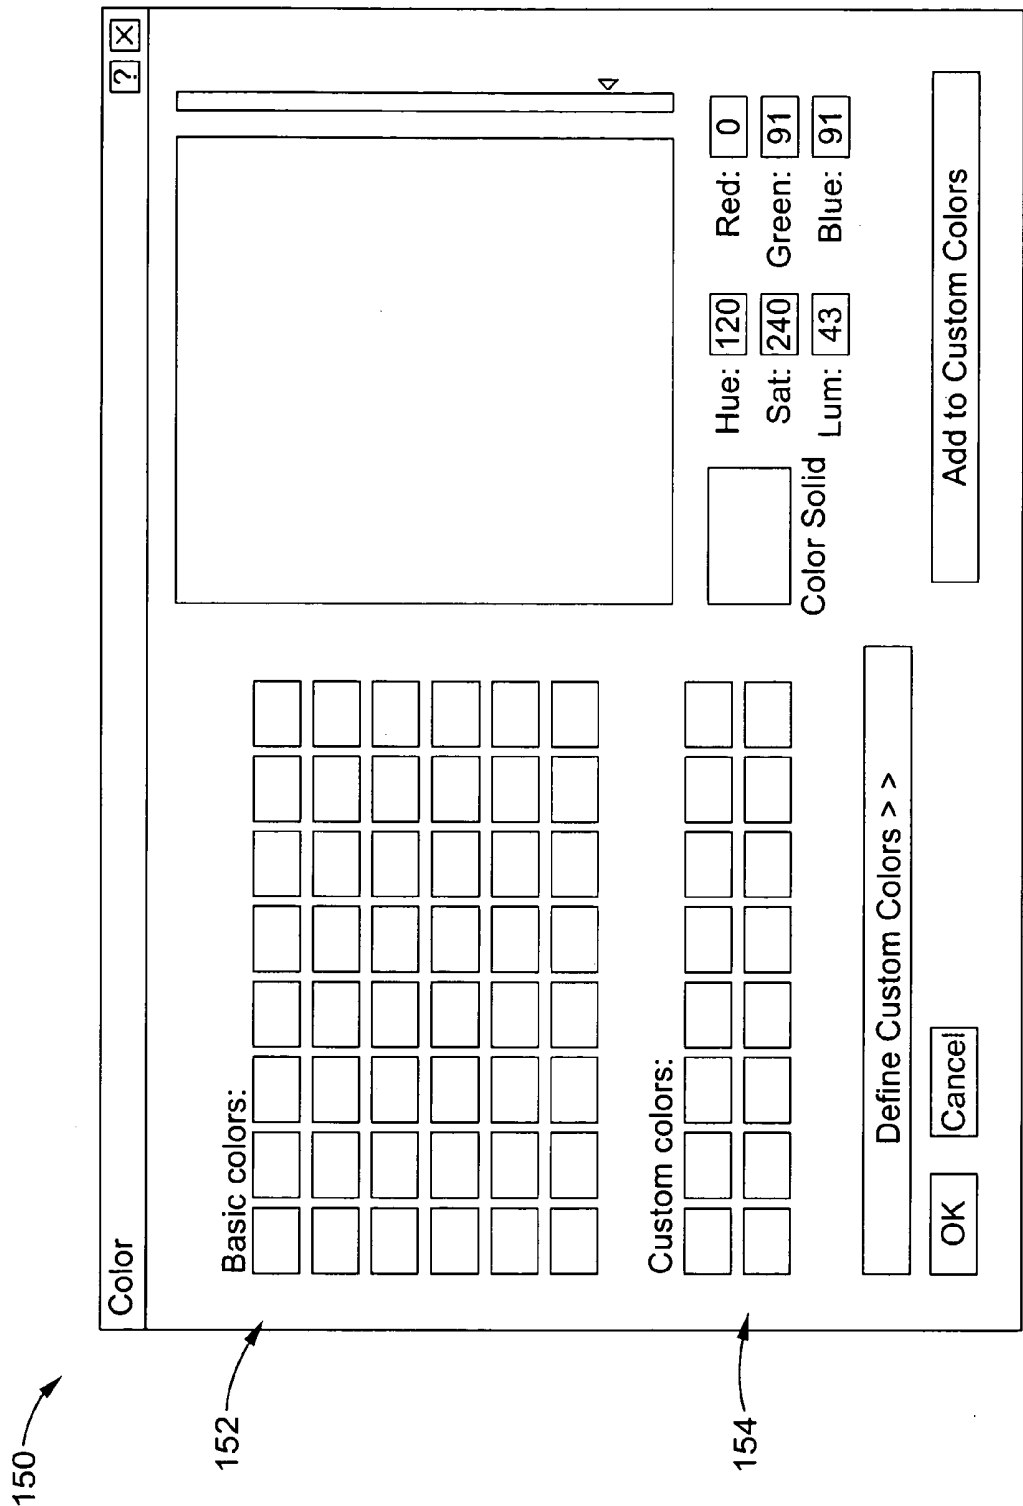 150
Color
? X
152
Basic colors:
154
Custom colors:
Define Custom Colors > >
OK
Cancel
Color Solid
Hue: 120
Red: 0
Sat: 240
Green: 91
Lum: 43
Blue: 91
Add to Custom Colors